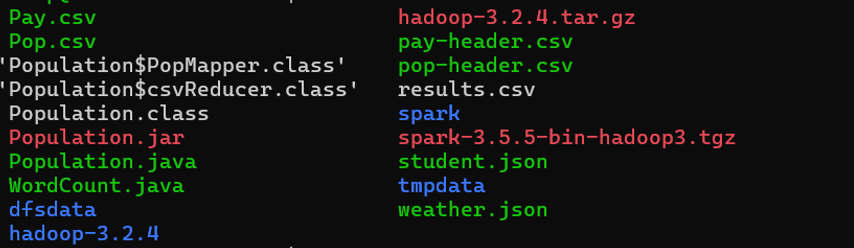 Pay.csv hadoop-3.2.4.tar.gz
Pop.csv pay-header.csv
'Population$PopMapper.class' pop-header.csv
'Population$csvReducer.class' results.csv
Population.class spark
Population.jar spark-3.5.5-bin-hadoop3.tgz
Population.java student.json
WordCount.java tmpdata
dfsdata weather.json
hadoop-3.2.4